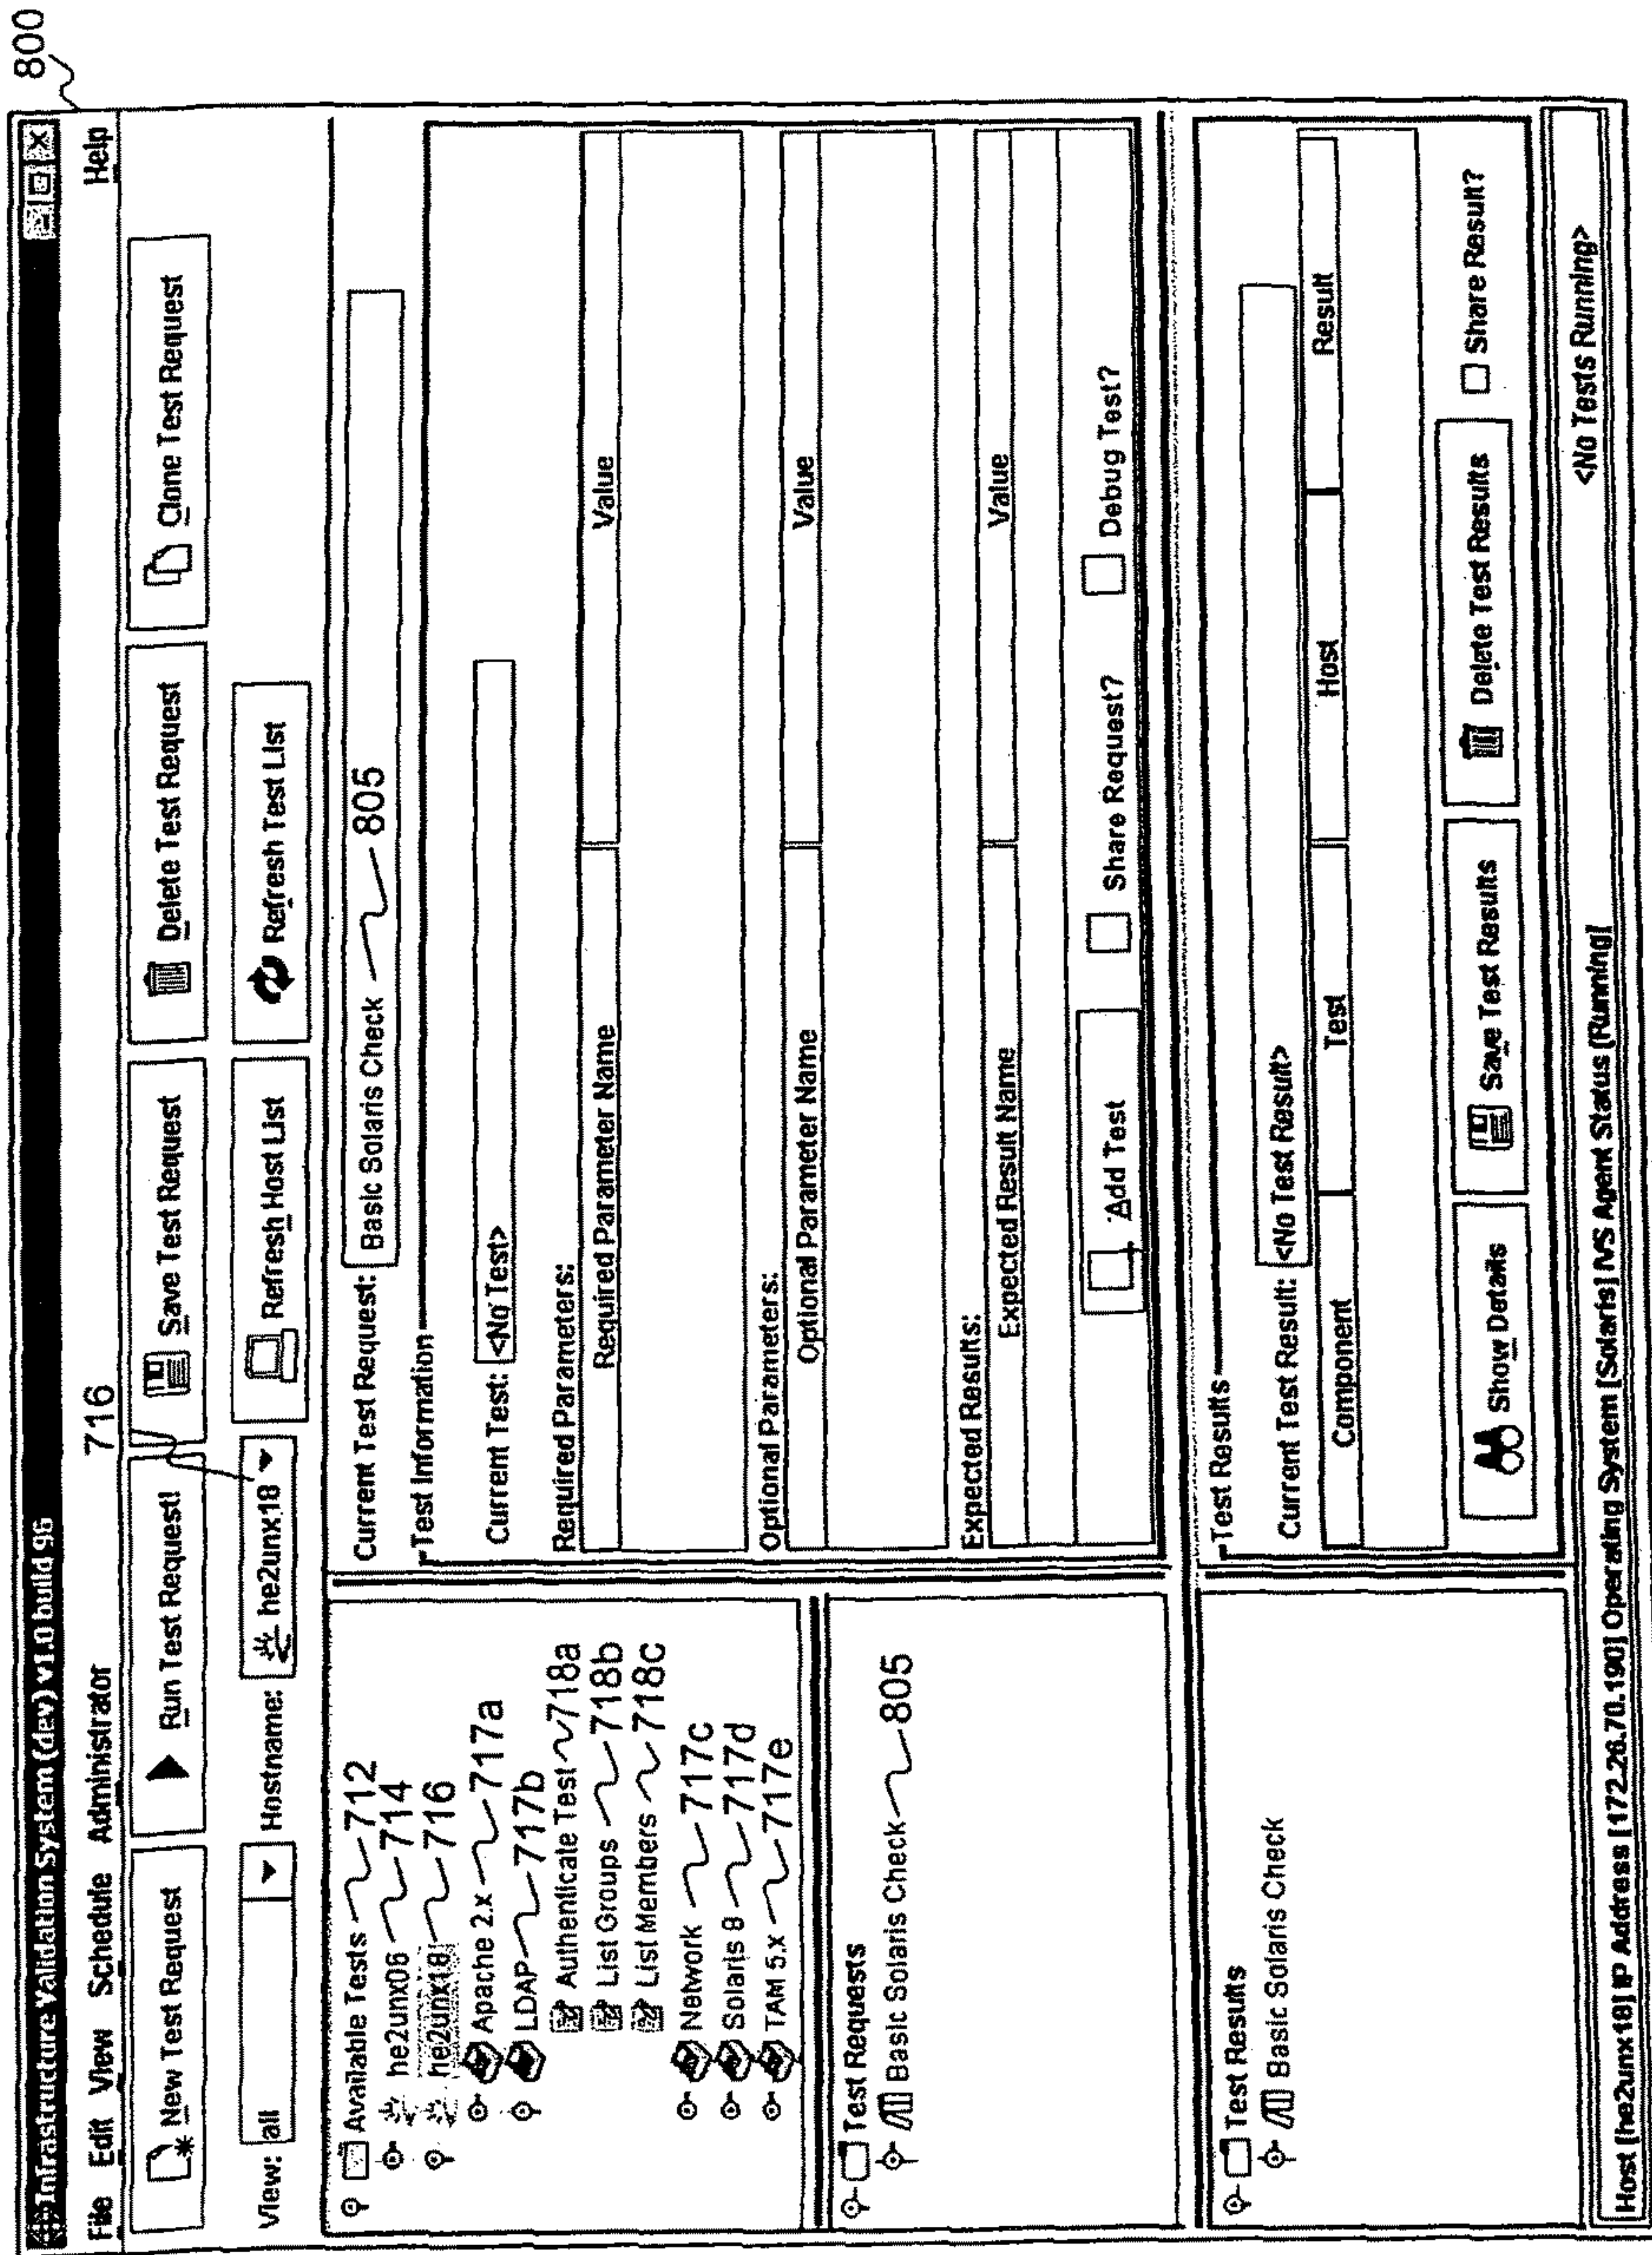 800
Infrastructure Validation System (dev) v1.0 build 96
File Edit View Schedule Administrator Help
716
New Test Request
Run Test Request!
Save Test Request
Delete Test Request
Clone Test Request
View: all
Hostname: he2unx18
Refresh Host List
Refresh Test List
Available Tests 712
he2unx06 714
he2unx18 716
Apache 2.x 717a
LDAP 717b
Authenticate Test 718a
List Groups 718b
List Members 718c
Network 717c
Solaris 8 717d
TAM 5.x 717e
Test Requests
Basic Solaris Check 805
Test Results
Basic Solaris Check
Current Test Request: Basic Solaris Check 805
Test Information
Current Test: <No Test>
Required Parameters:
Required Parameter Name Value
Optional Parameters:
Optional Parameter Name Value
Expected Results:
Expected Result Name Value
Add Test Share Request? Debug Test?
Test Results
Current Test Result: <No Test Result>
Component Test Host Result
Show Details Save Test Results Delete Test Results Share Result?
Host [he2unx18] IP Address [172.26.70.190] Operating System [Solaris] IVS Agent Status [Running] <No Tests Running>